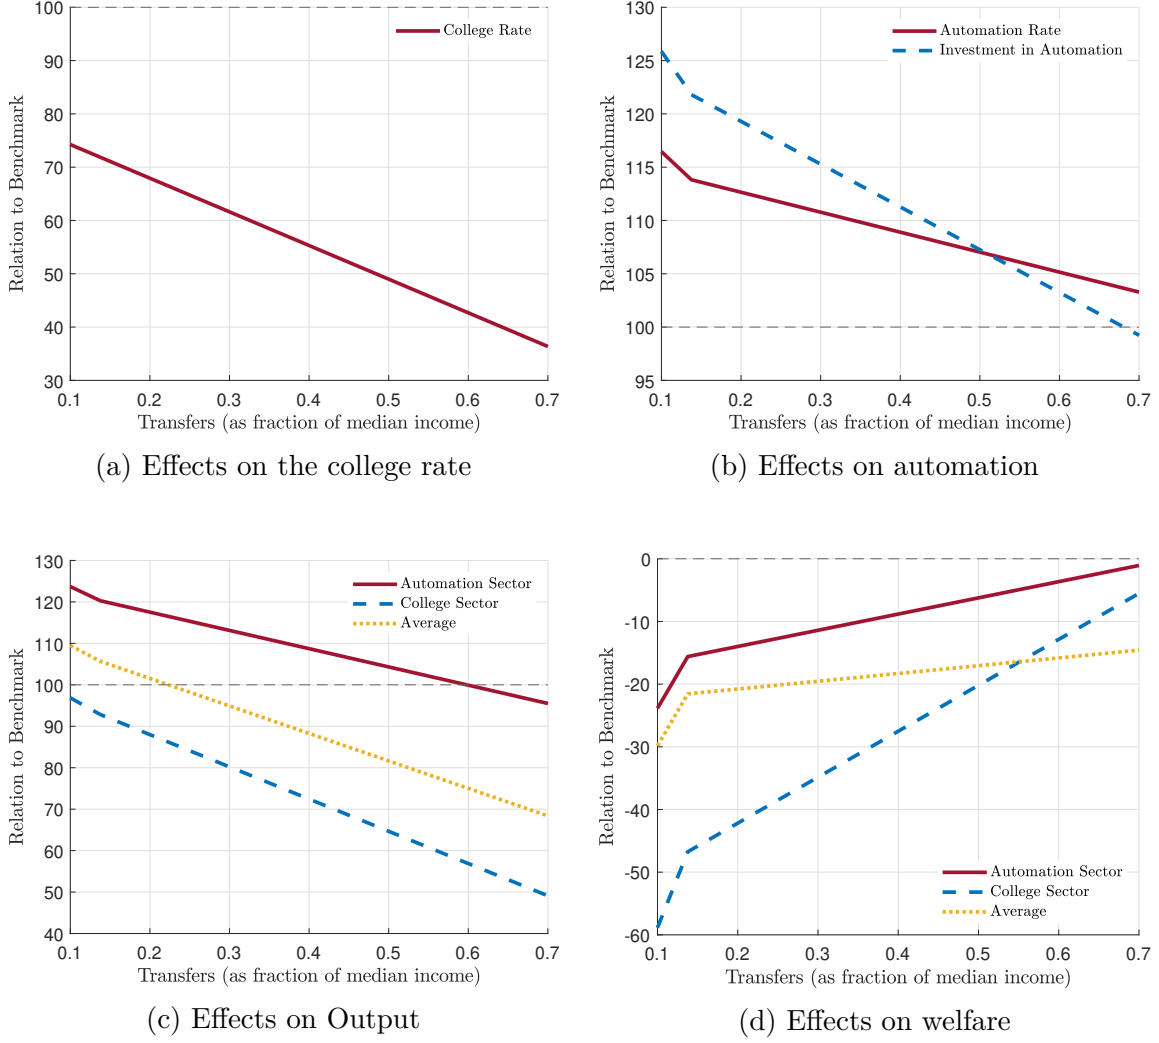 100
90
80
70
60
50
40
30
Relation to Benchmark
College Rate
0.1 0.2 0.3 0.4 0.5 0.6 0.7
Transfers (as fraction of median income)
(a) Effects on the college rate
130
125
120
115
110
105
100
95
Relation to Benchmark
Automation Rate
Investment in Automation
0.1 0.2 0.3 0.4 0.5 0.6 0.7
Transfers (as fraction of median income)
(b) Effects on automation
130
120
110
100
90
80
70
60
50
40
Relation to Benchmark
Automation Sector
College Sector
Average
0.1 0.2 0.3 0.4 0.5 0.6 0.7
Transfers (as fraction of median income)
(c) Effects on Output
0
-10
-20
-30
-40
-50
-60
Relation to Benchmark
Automation Sector
College Sector
Average
0.1 0.2 0.3 0.4 0.5 0.6 0.7
Transfers (as fraction of median income)
(d) Effects on welfare